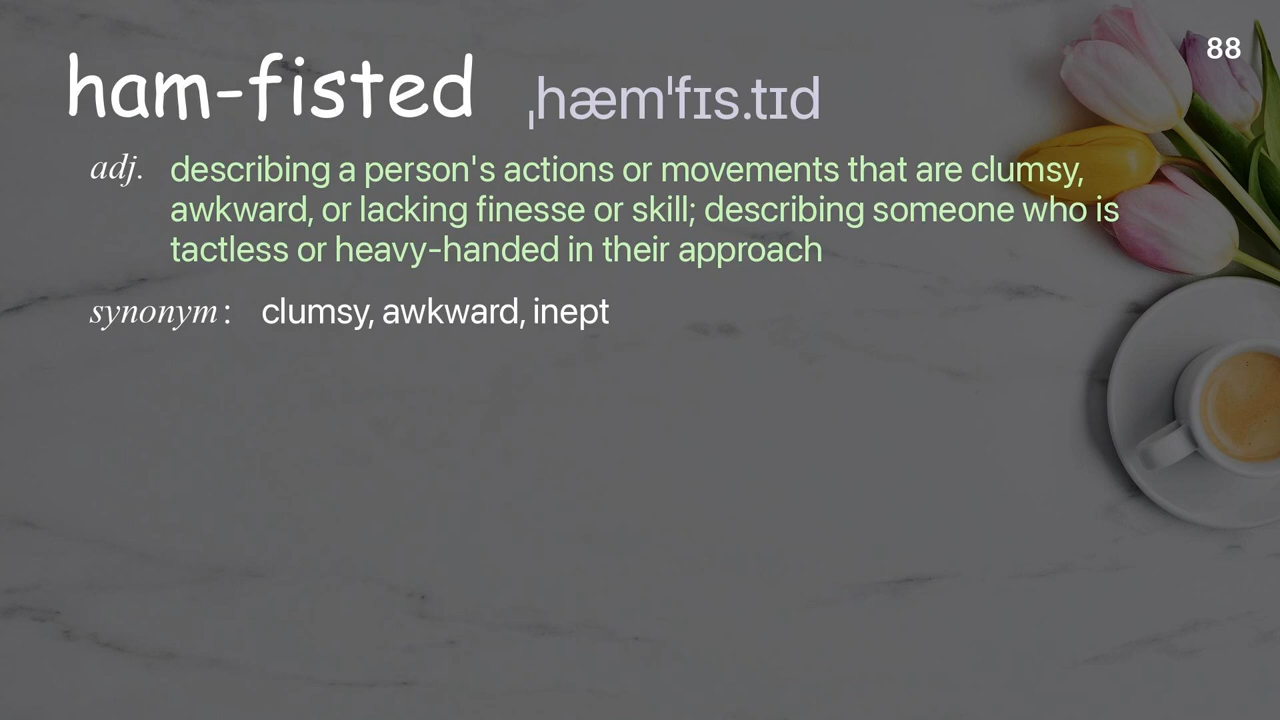 88
ham-fisted ˌhæmˈfɪs.tɪd
adj. describing a person's actions or movements that are clumsy,
awkward, or lacking finesse or skill; describing someone who is
tactless or heavy-handed in their approach
synonym: clumsy, awkward, inept